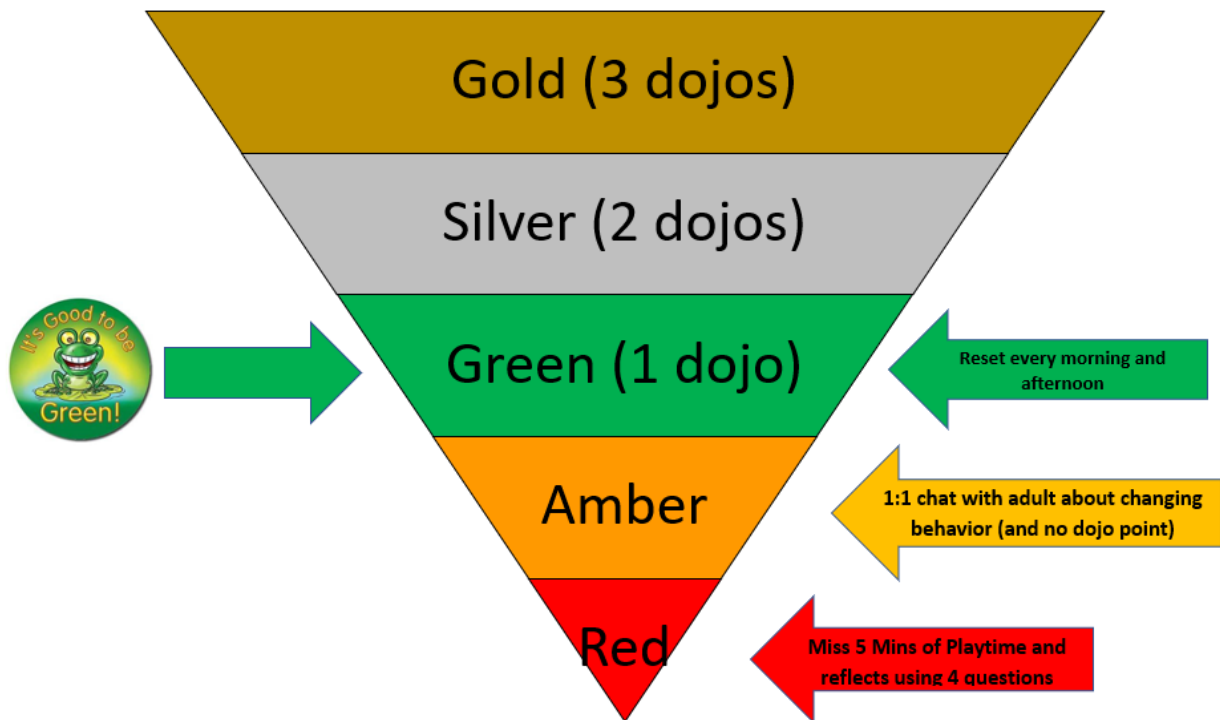 Gold (3 dojos)
Silver (2 dojos)
It's Good to be
Green!
Green (1 dojo)
Reset every morning and
afternoon
Amber
1:1 chat with adult about changing
behavior (and no dojo point)
Red
Miss 5 Mins of Playtime and
reflects using 4 questions